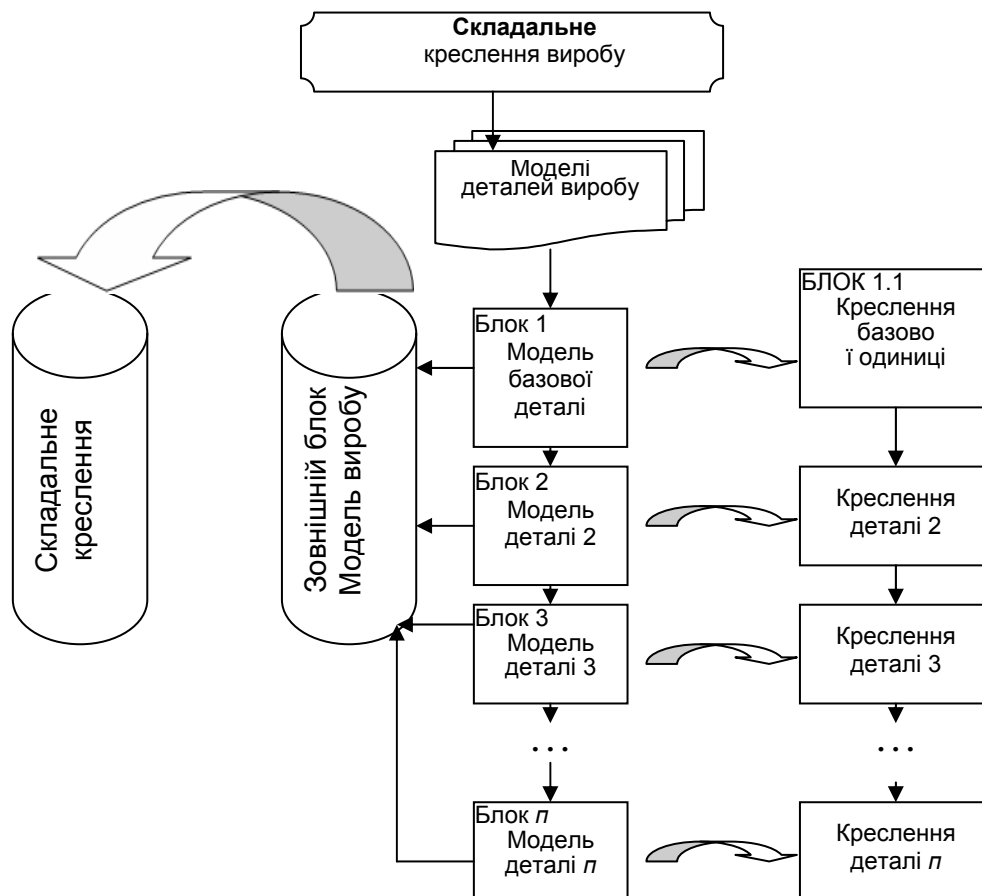 Складальне
креслення виробу
Моделі
деталей виробу
БЛОК 1.1
Креслення
базово
ї одиниці
Блок 1
Модель
базової
деталі
Складальне
креслення
Зовнішній блок
Модель виробу
Блок 2
Модель
деталі 2
Креслення
деталі 2
Блок 3
Модель
деталі 3
Креслення
деталі 3
. . .
. . .
Блок п
Модель
деталі п
Креслення
деталі п